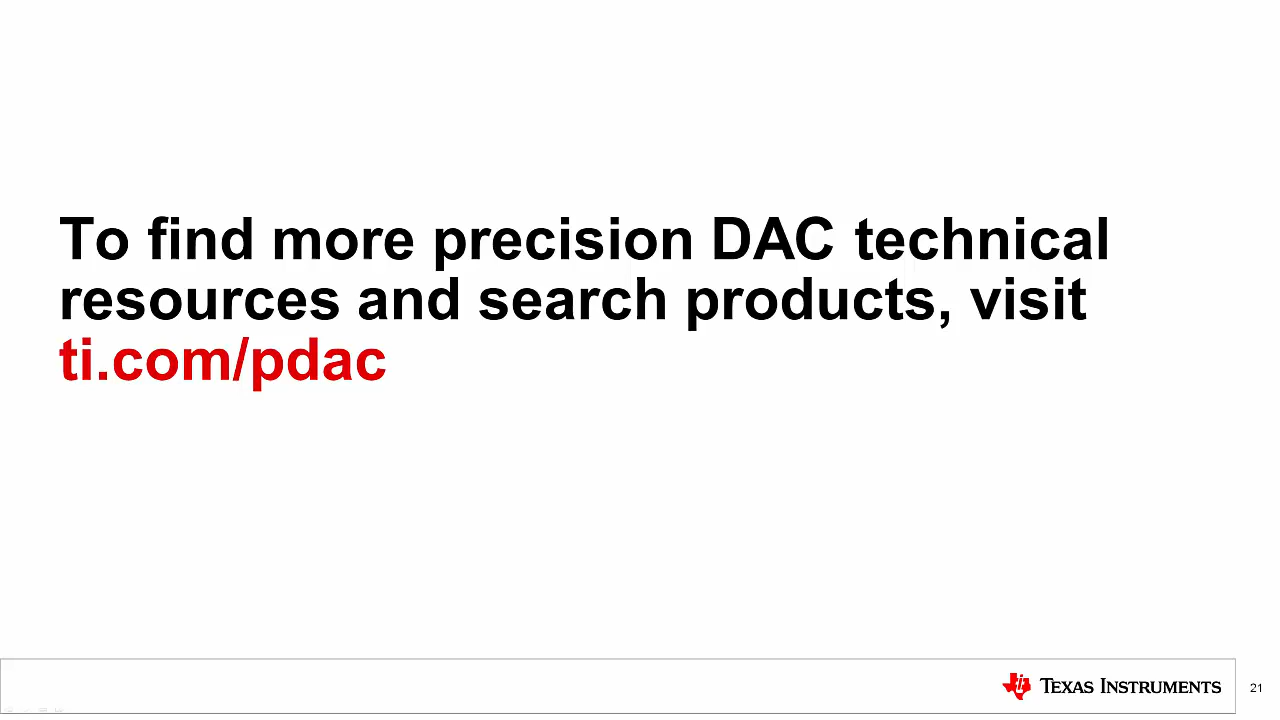 To find more precision DAC technical
resources and search products, visit
ti.com/pdac
TEXAS INSTRUMENTS
21